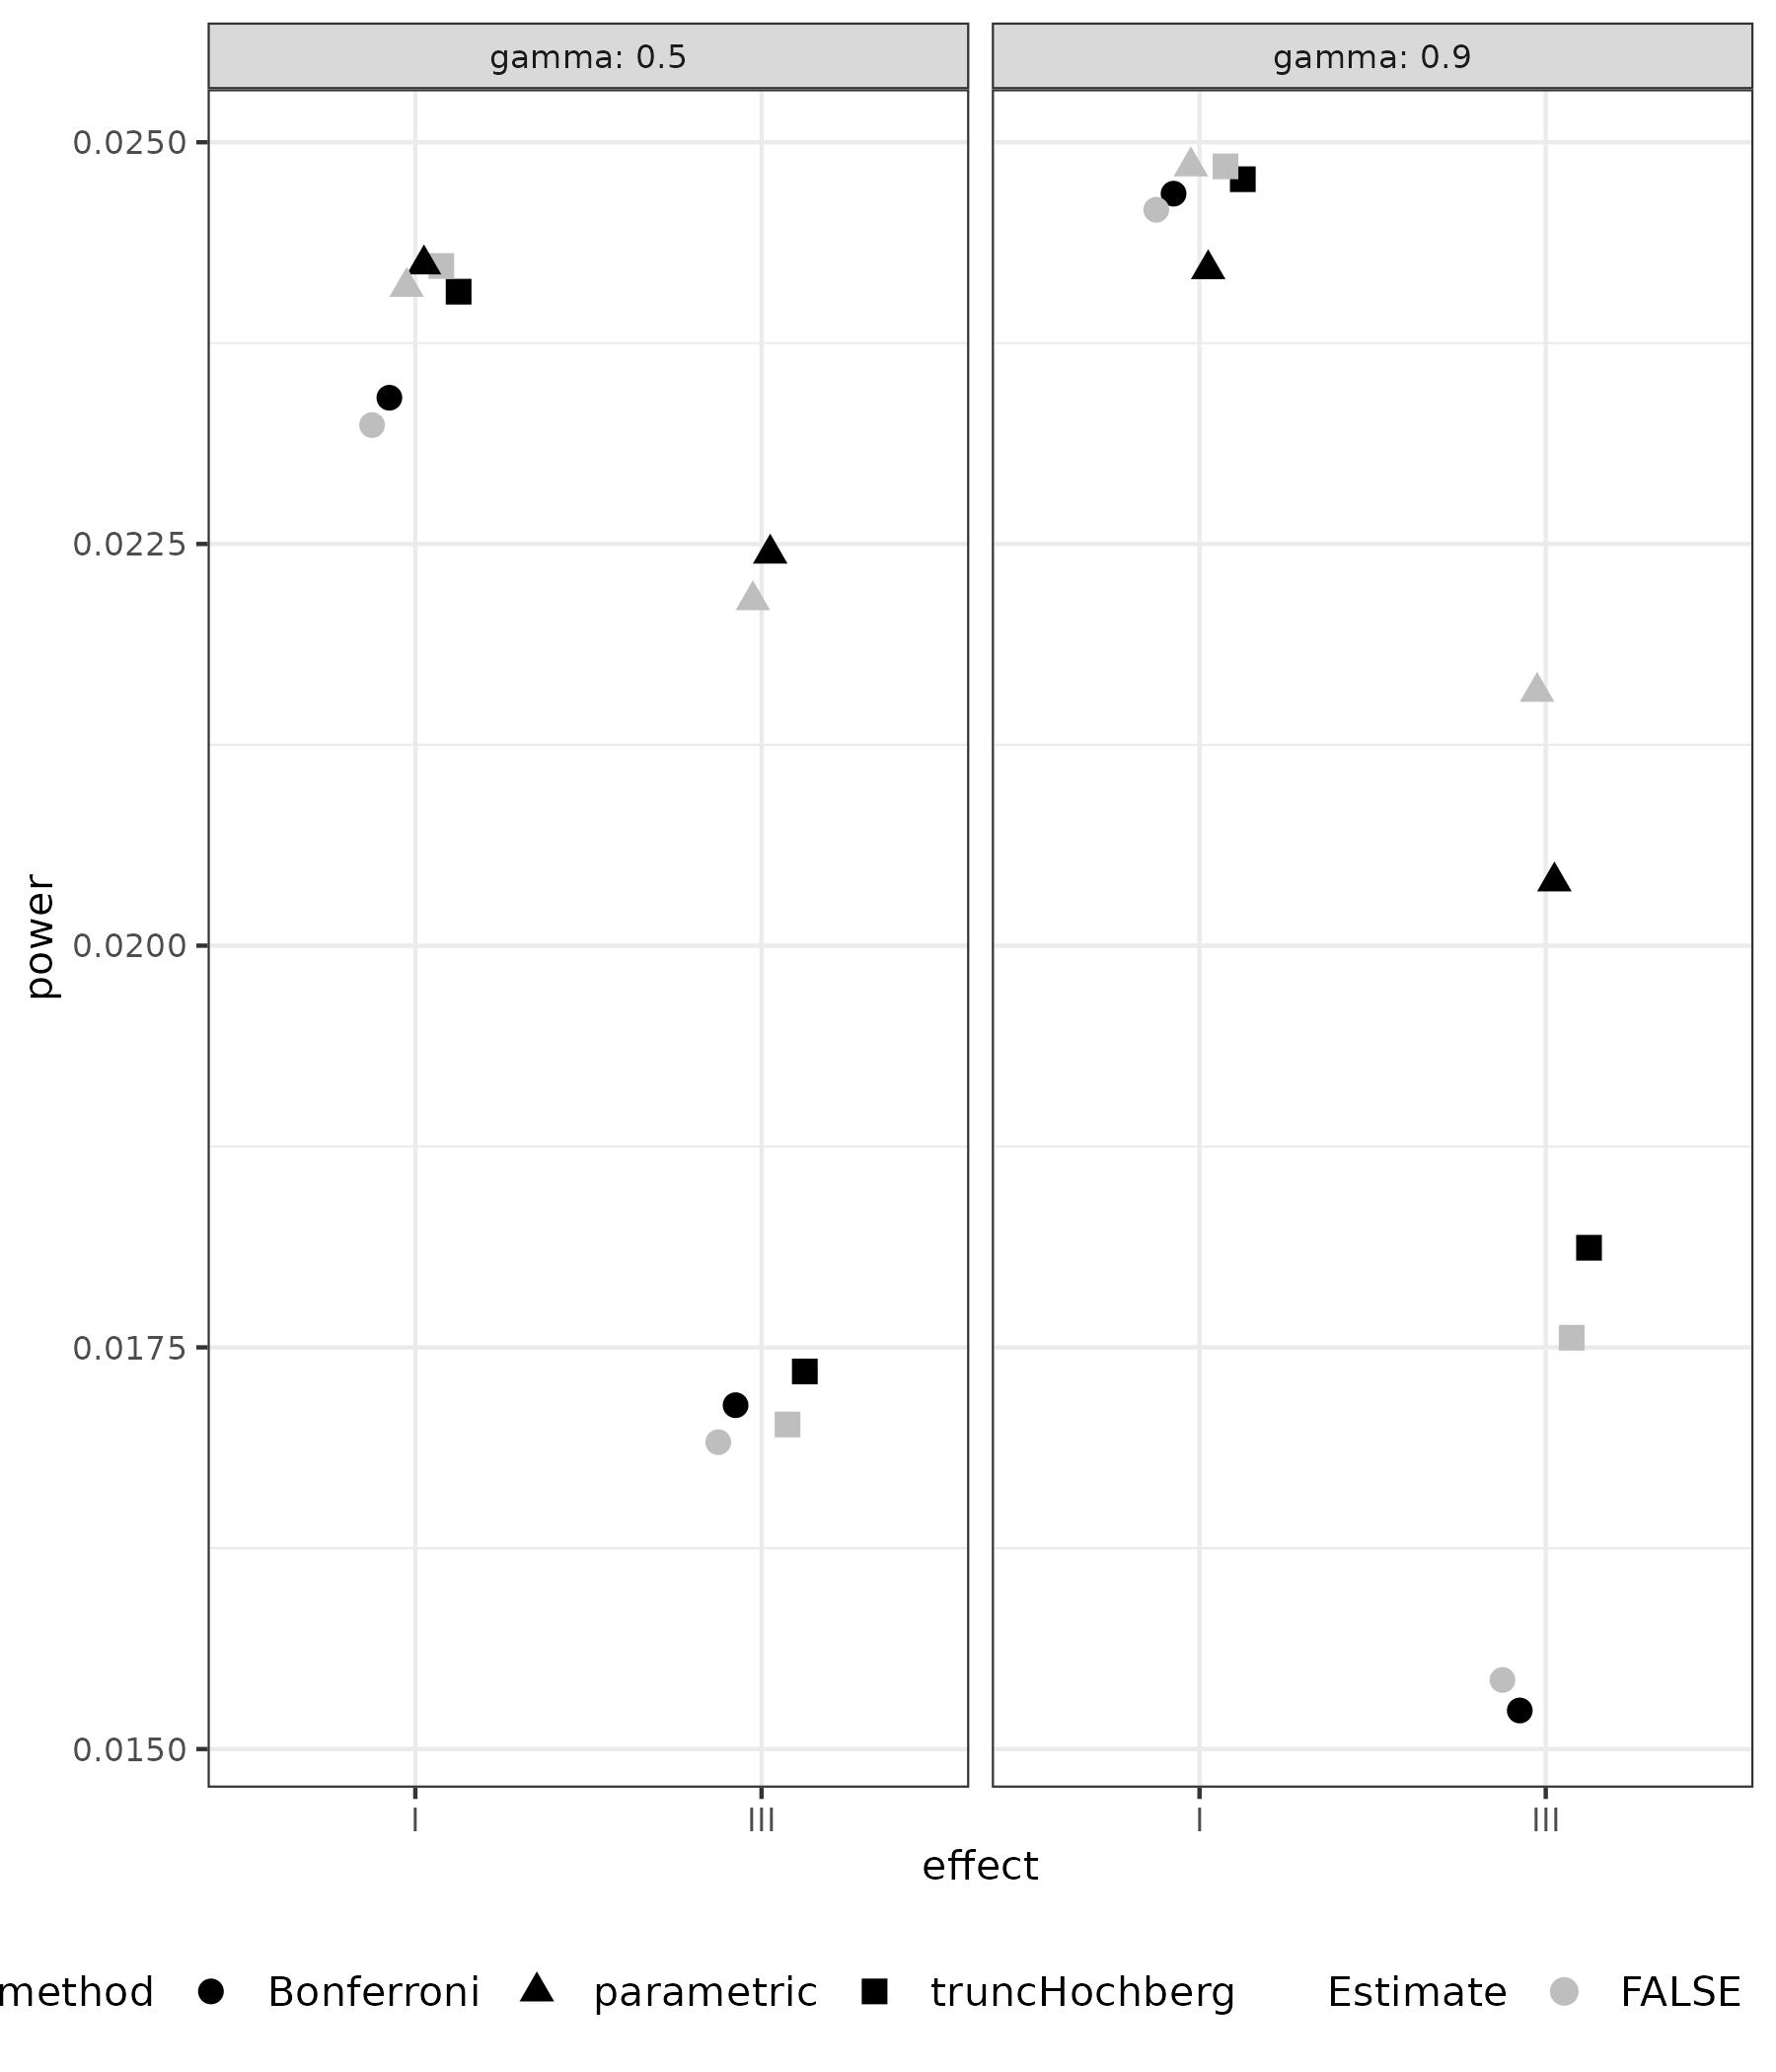 gamma: 0.5 gamma: 0.9
0.0250
0.0225
0.0200
0.0175
0.0150
power
I III I III
effect
method Bonferroni parametric truncHochberg Estimate FALSE